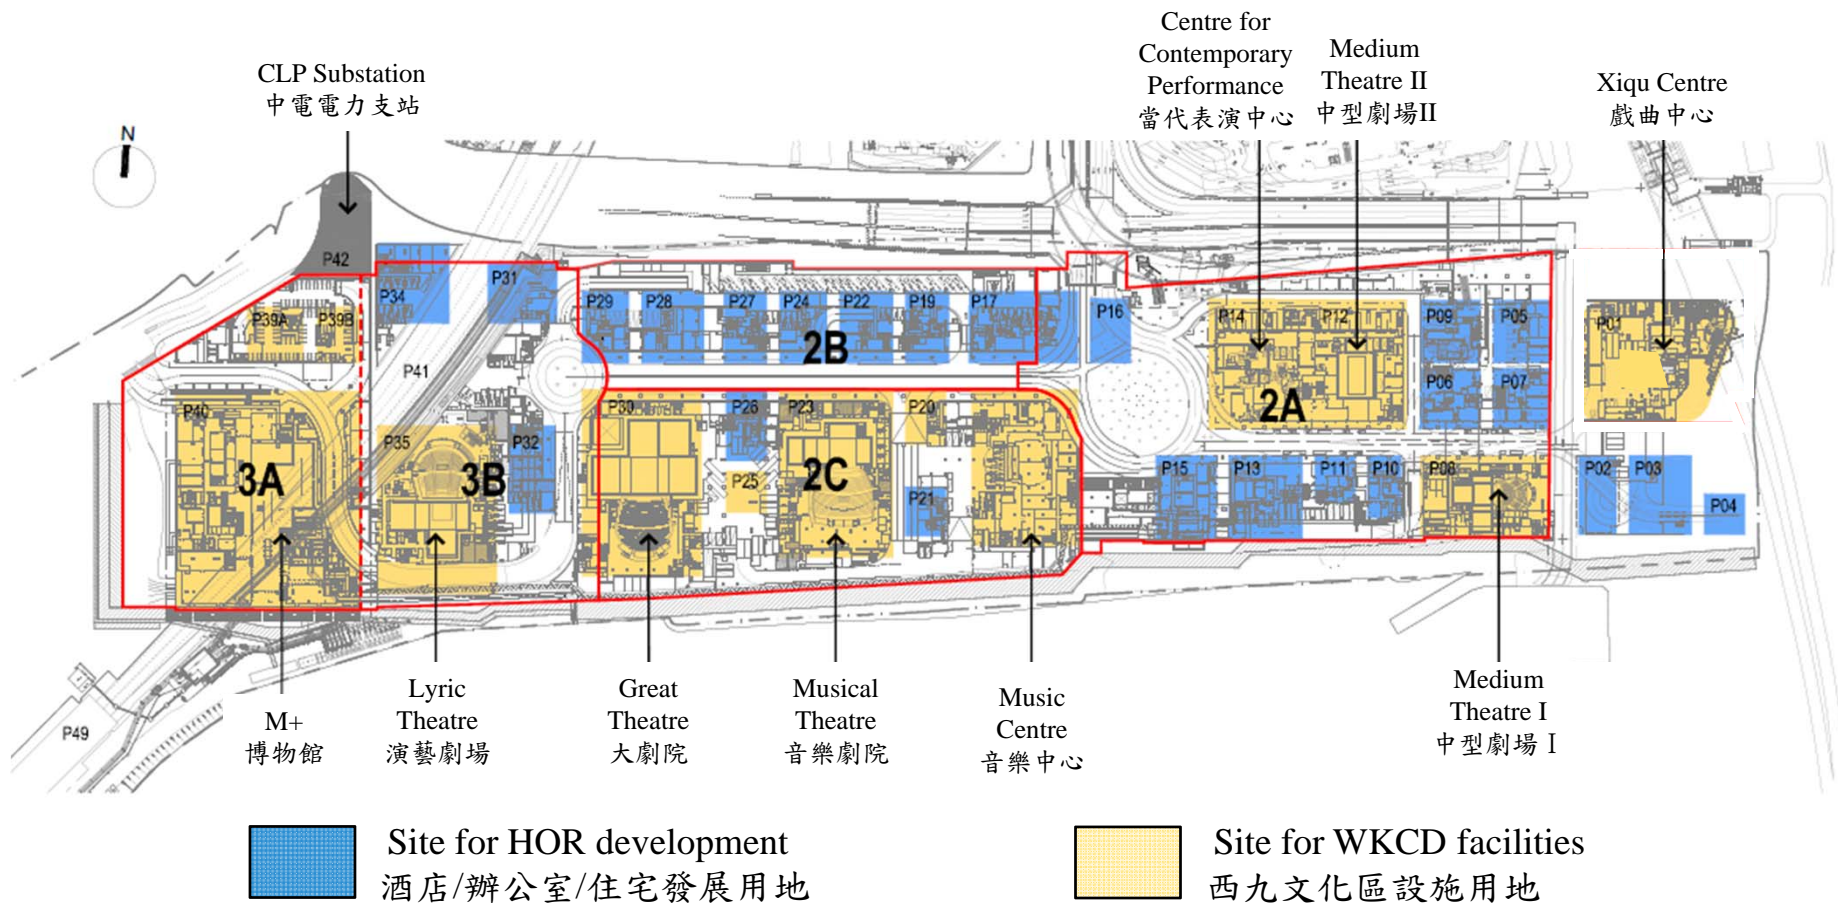 Centre for
Contemporary
Performance
當代表演中心
Medium
Theatre II
中型劇場II
Xiqu Centre
戲曲中心
CLP Substation
中電電力支站
N
P42
P34
P31
P29
P28
P27
P24
P22
P19
P17
P16
P14
P12
P09
P05
P01
P39A
P39B
P41
2B
P06
P07
2A
P40
P35
P32
P30
P26
P23
P20
3A
3B
P25
2C
P21
P15
P13
P11
P10
P08
P02
P03
P04
P49
M+
博物館
Lyric
Theatre
演藝劇場
Great
Theatre
大劇院
Musical
Theatre
音樂劇院
Music
Centre
音樂中心
Medium
Theatre I
中型劇場 I
Site for HOR development
酒店/辦公室/住宅發展用地
Site for WKCD facilities
西九文化區設施用地